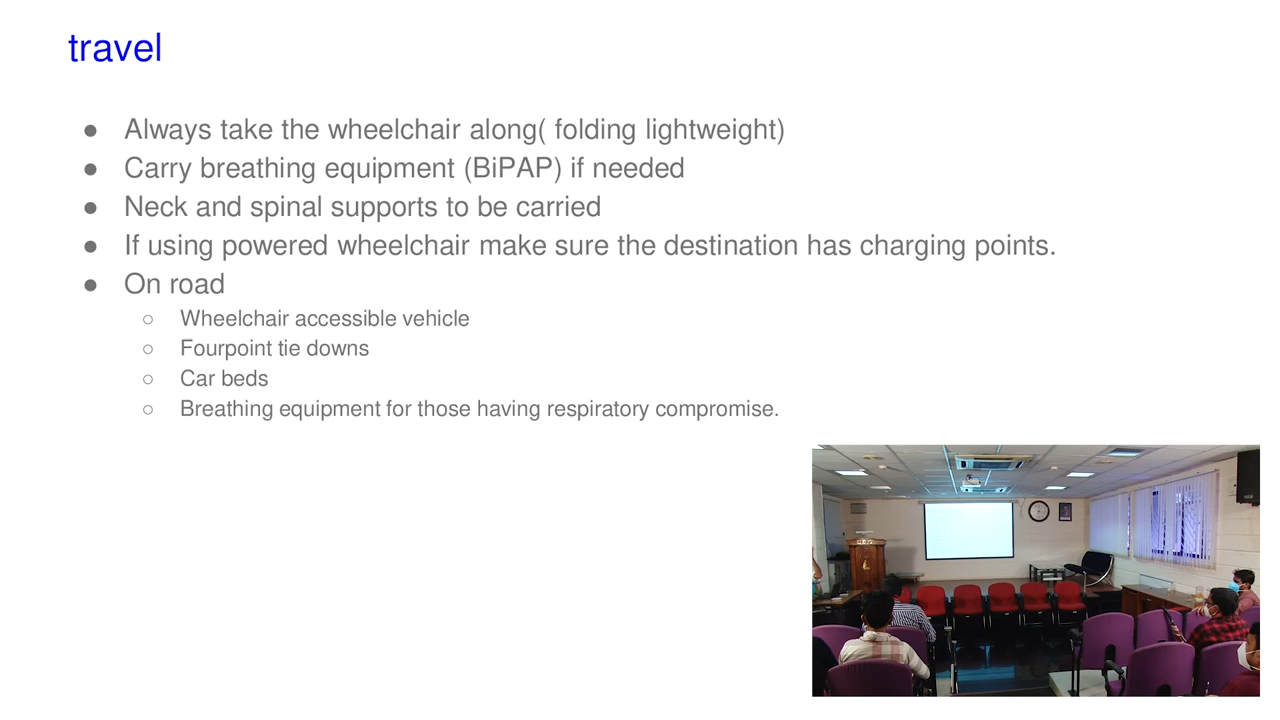 travel
● Always take the wheelchair along( folding lightweight)
● Carry breathing equipment (BiPAP) if needed
● Neck and spinal supports to be carried
● If using powered wheelchair make sure the destination has charging points.
● On road
○ Wheelchair accessible vehicle
○ Fourpoint tie downs
○ Car beds
○ Breathing equipment for those having respiratory compromise.